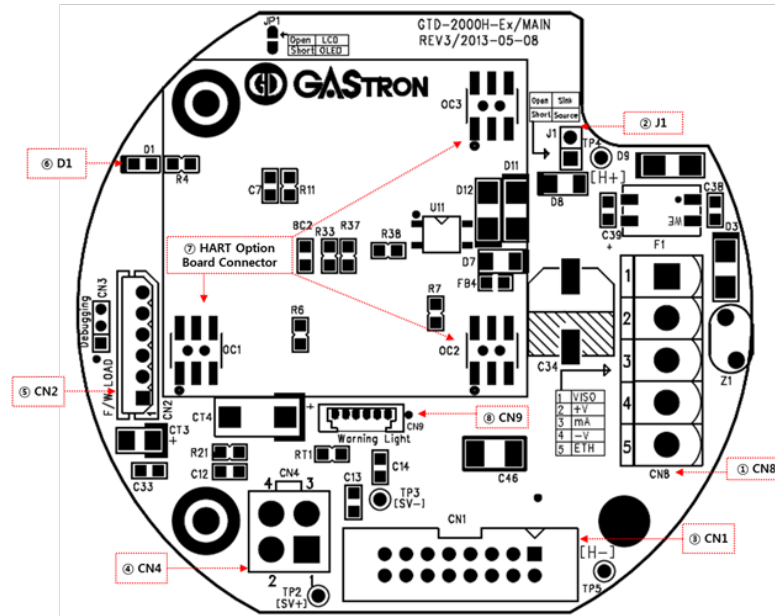 JP1
Open LCD
Short OLED
GTD-2000H-Ex/MAIN
REV3/2013-05-08
GASTRON
OC3
Open Sink
Short Source
② J1
J1
TP4
[H+]
D9
⑥ D1
D1
R4
C7
R11
D12
D11
D8
C38
WE
C39
+
F1
D3
U11
⑦ HART Option
Board Connector
BC2
R33
R37
R38
D7
FB4
R7
R6
CN3
Debugging
F/W LOAD
CN2
⑤ CN2
OC1
OC2
C34
1
2
3
4
5
Z1
1 VISO
2 +V
3 mA
4 -V
5 ETH
CN8
① CN8
CT3
+
CT4
+
CN9
Warning Light
⑧ CN9
R21
C12
C33
RT1
C14
C13
C46
CN4
4 3
2 1
④ CN4
TP3
[SV-]
TP2
[SV+]
CN1
③ CN1
[H-]
TP5